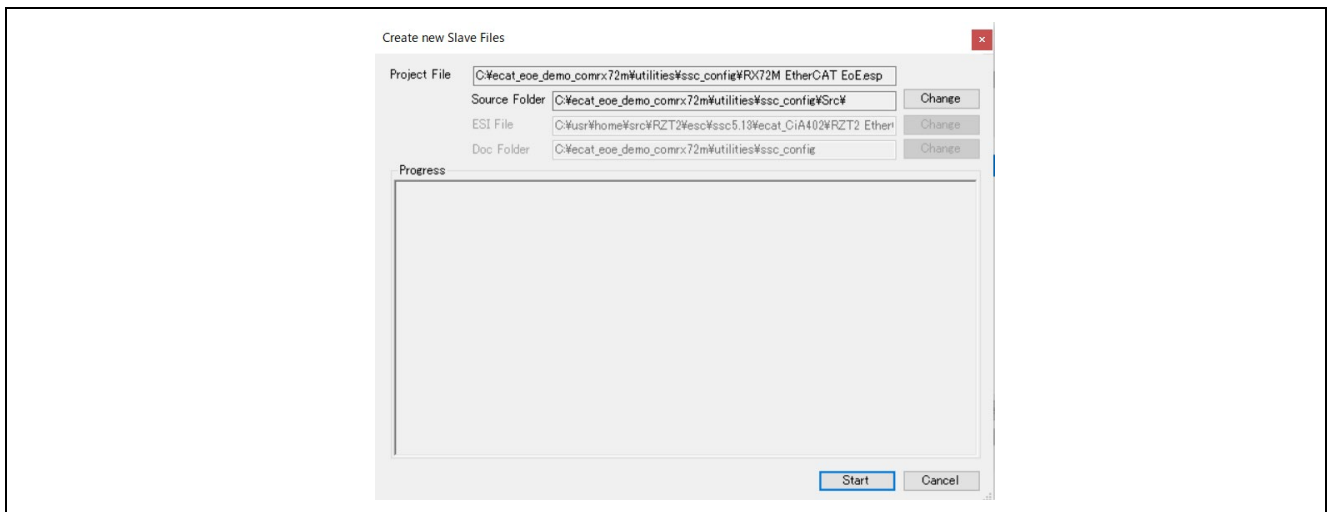 Create new Slave Files
Project File C:¥ecat_eoe_demo_comrx72m¥utilities¥ssc_config¥RX72M EtherCAT EoE.esp
Source Folder C:¥ecat_eoe_demo_comrx72m¥utilities¥ssc_config¥Src¥ Change
ESI File C:¥usr¥home¥src¥RZT2¥esc¥ssc5.13¥ecat_CiA402¥RZT2 Ether Change
Doc Folder C:¥ecat_eoe_demo_comrx72m¥utilities¥ssc_config Change
Progress
Start Cancel